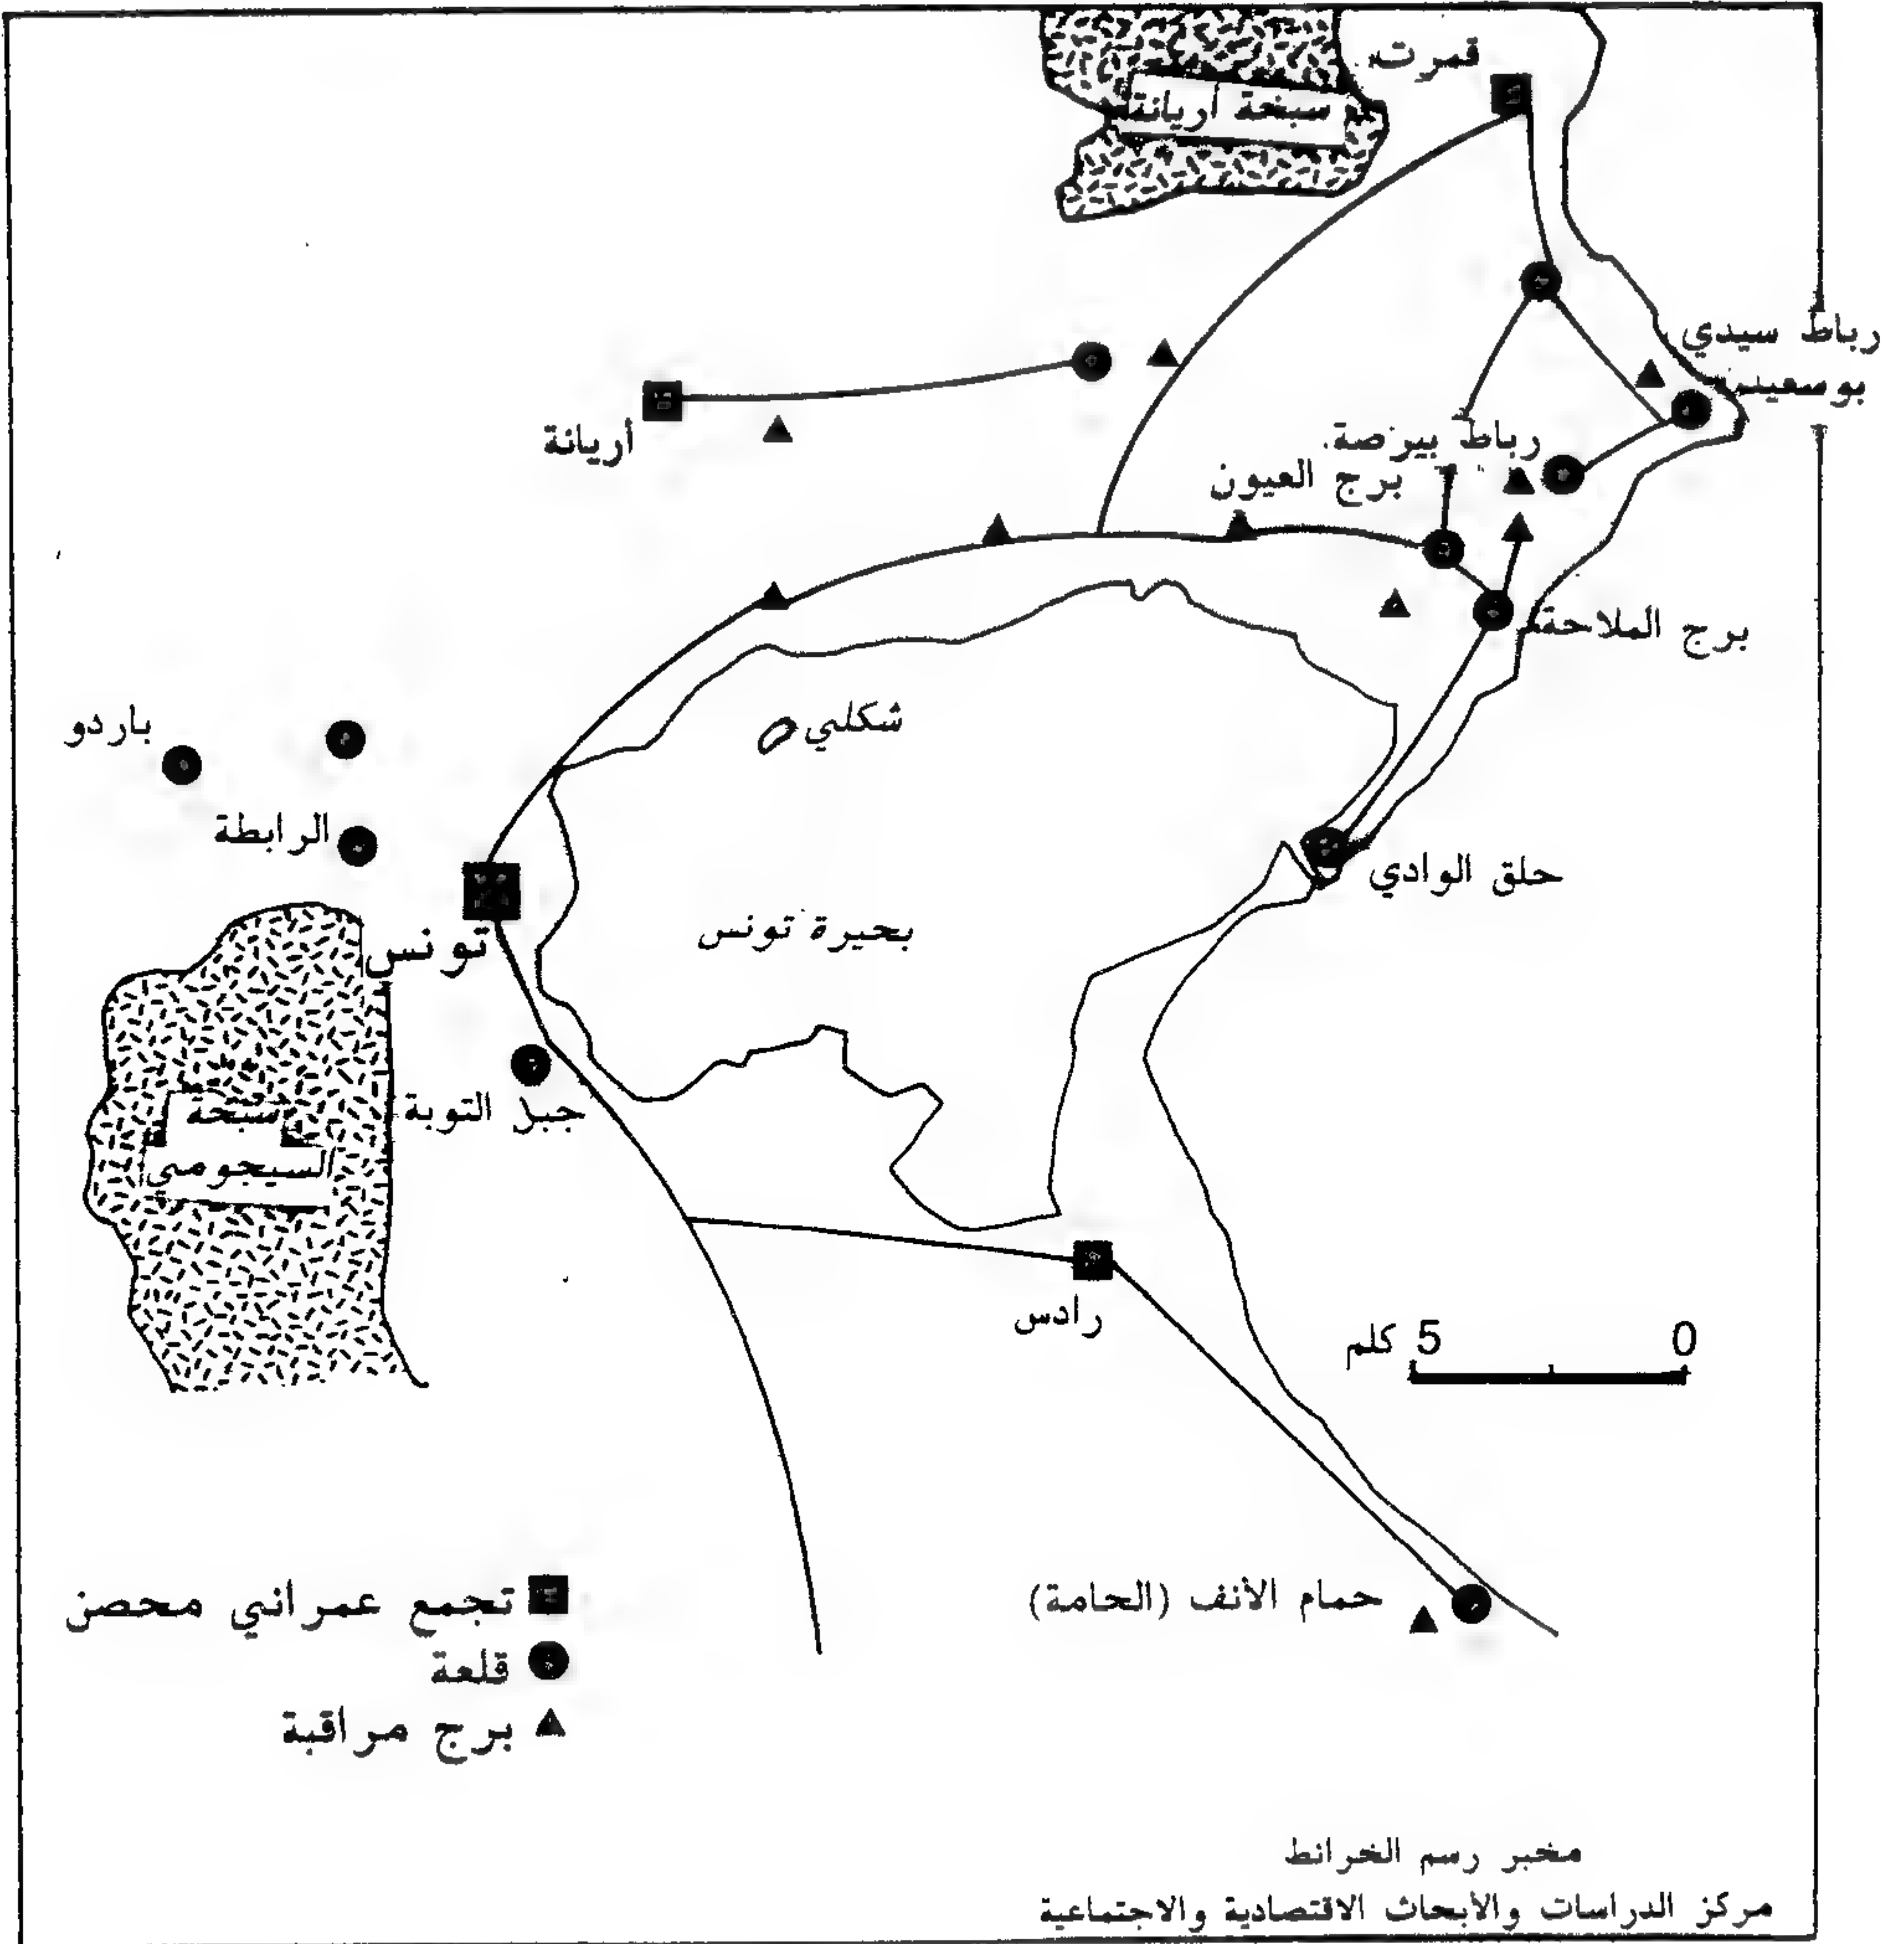 قمرت
سبخة أريانة
رباط سيدي
بوسعيد
أريانة
رباط بيرصة
برج العيون
برج الملاحة
شكلي
باردو
الرابطة
حلق الوادي
تونس
بحيرة تونس
جبل التوبة
سبخة
السيجومي
رادس
5 كلم
0
حمام الأنف (الحامة)
تجمع عمراني محصن
قلعة
برج مراقبة
مخبر رسم الخرائط
مركز الدراسات والأبحاث الاقتصادية والاجتماعية